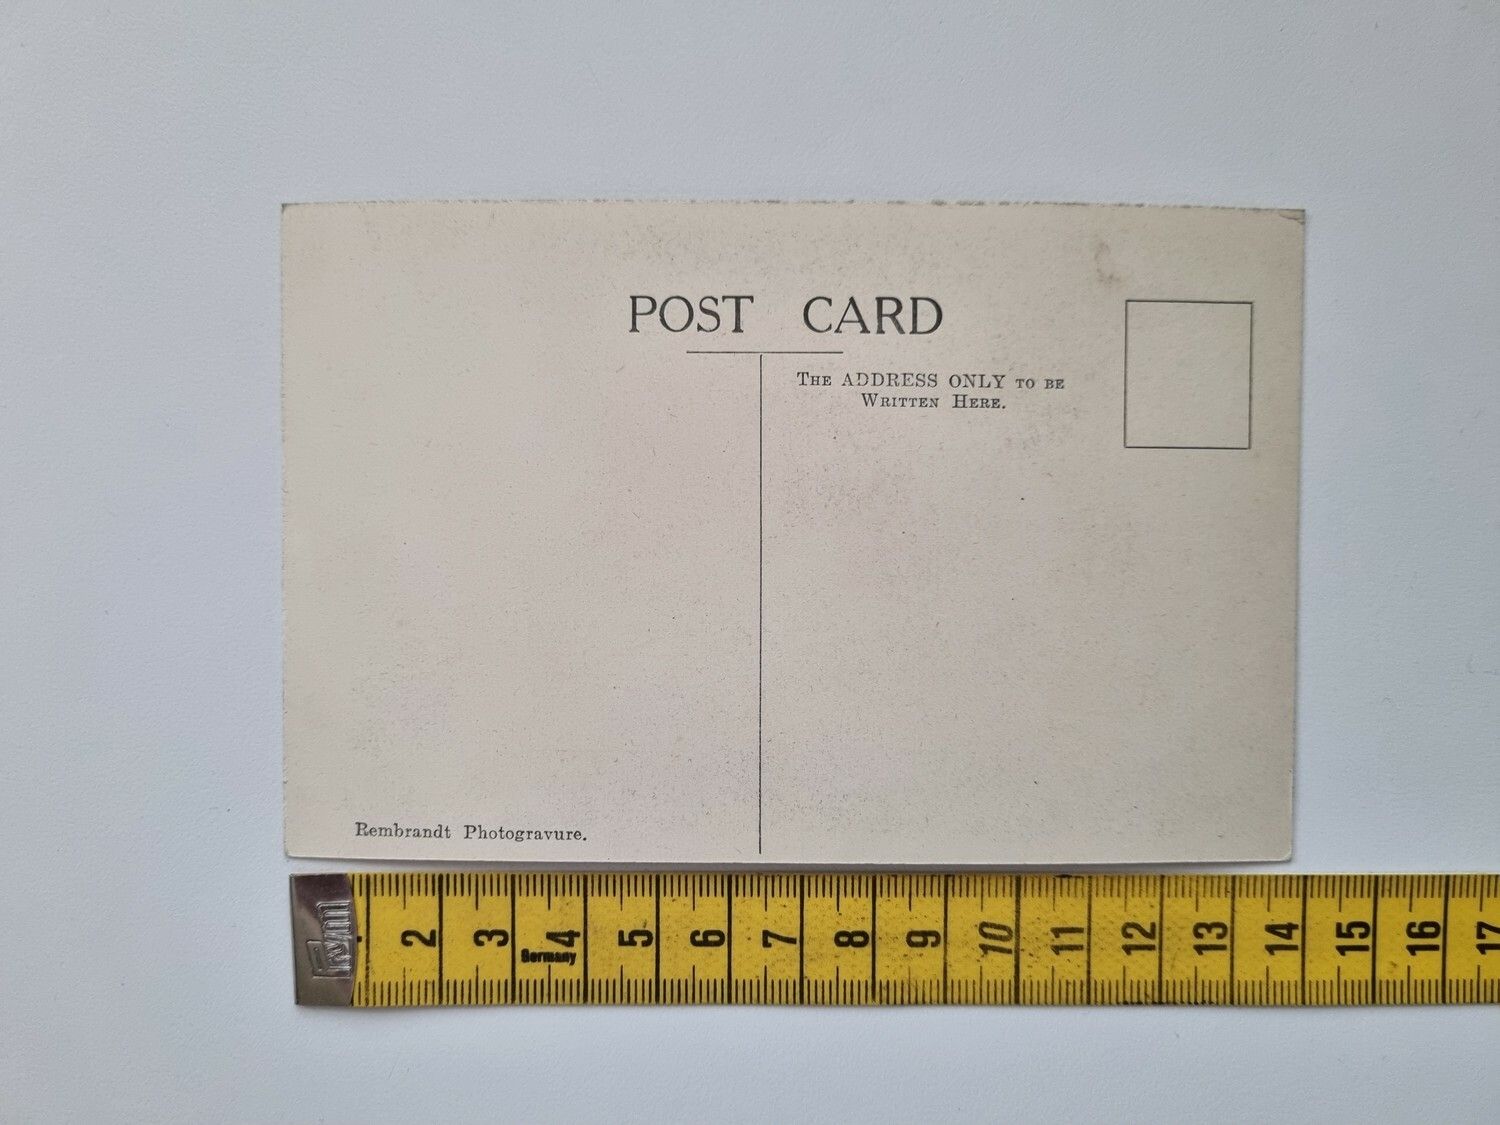 POST CARD
THE ADDRESS ONLY TO BE
WRITTEN HERE.
Rembrandt Photogravure.
2 3 4 5 6 7 8 9 10 11 12 13 14 15 16 17
Germany